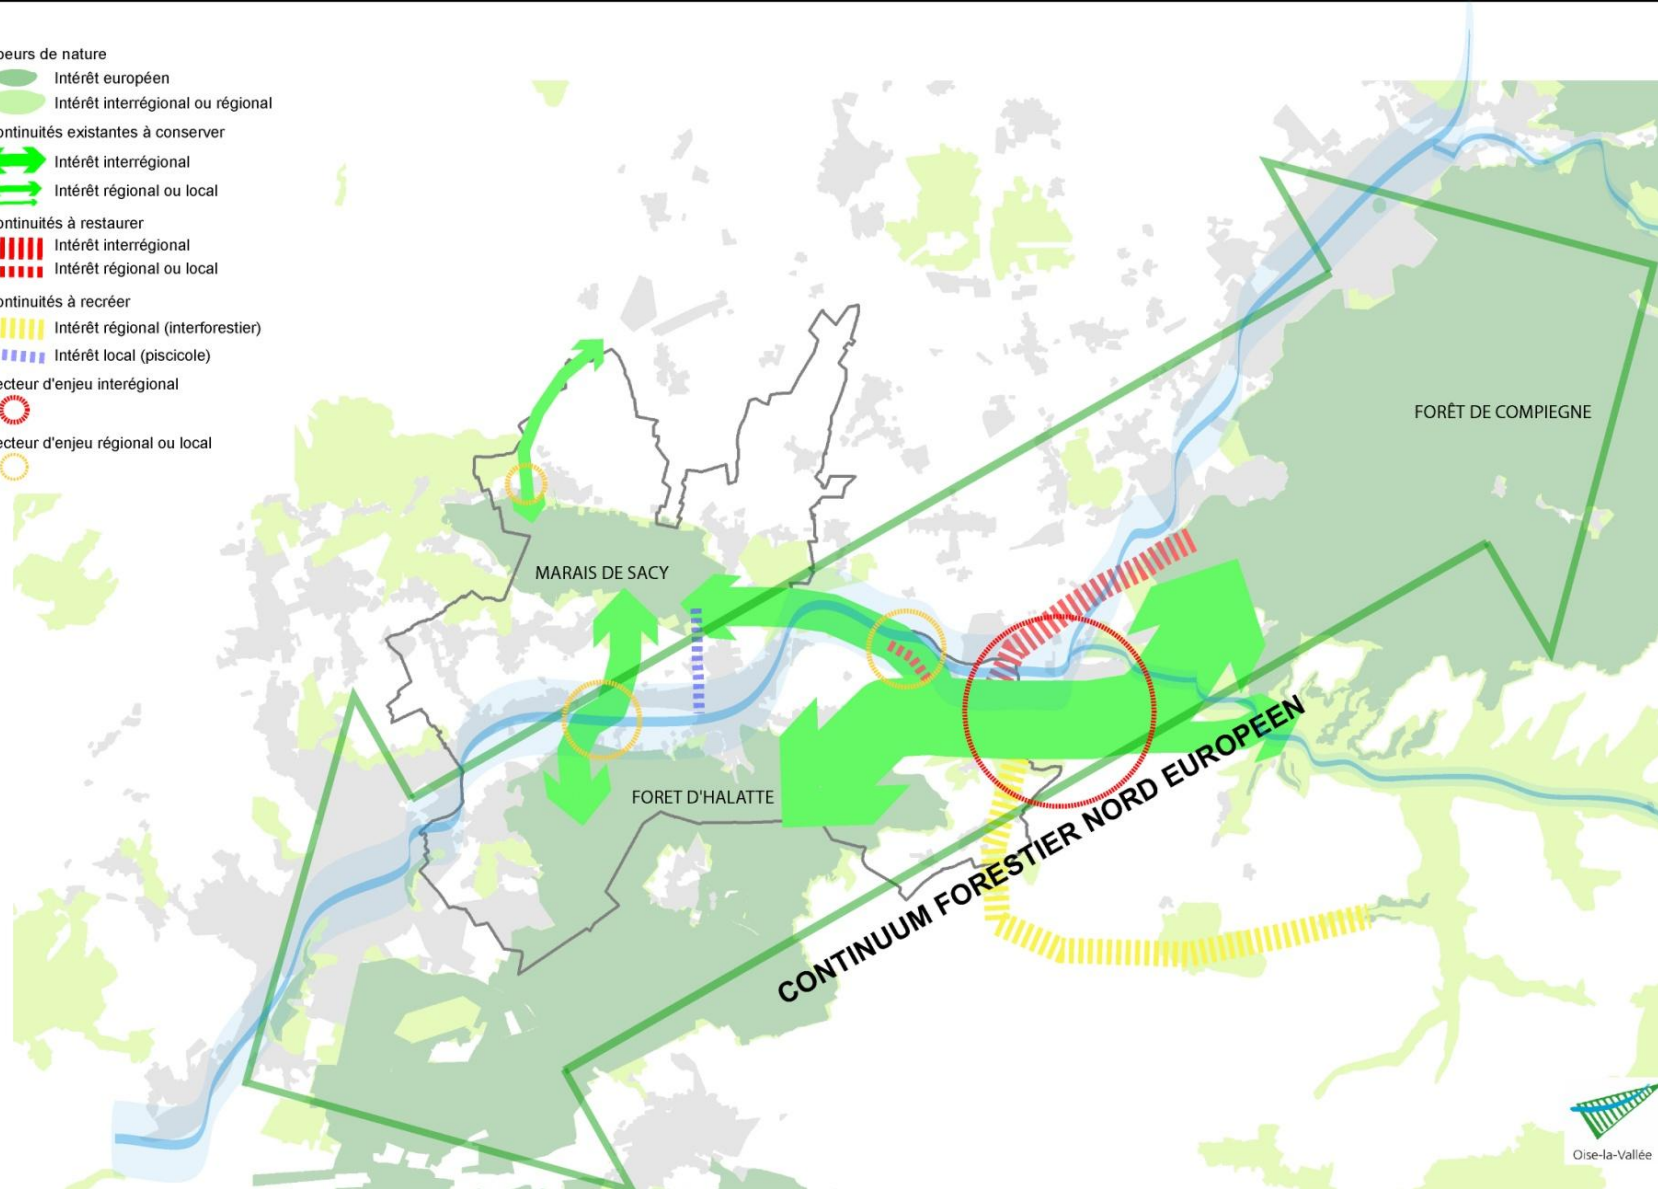 oeurs de nature
Intérêt européen
Intérêt interrégional ou régional
ontinuités existantes à conserver
Intérêt interrégional
Intérêt régional ou local
ontinuités à restaurer
Intérêt interrégional
Intérêt régional ou local
ontinuités à recréer
Intérêt régional (interforestier)
Intérêt local (piscicole)
ecteur d'enjeu interégional
ecteur d'enjeu régional ou local
FORÊT DE COMPIEGNE
MARAIS DE SACY
FORET D'HALATTE
CONTINUUM FORESTIER NORD EUROPEEN
Oise-la-Vallée